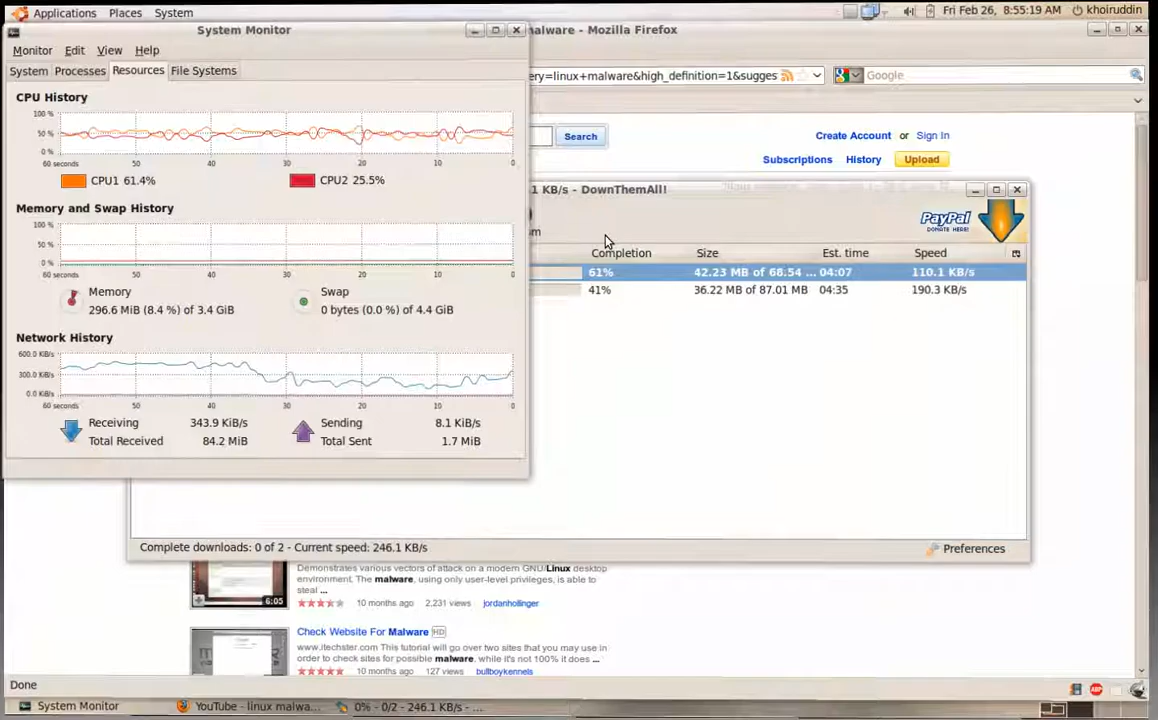 Applications Places System
Fri Feb 26, 8:55:19 AM khoiruddin
System Monitor
Monitor Edit View Help
System Processes Resources File Systems
CPU History
100 %
50 %
0 %
60 seconds 50 40 30 20 10 0
CPU1 61.4% CPU2 25.5%
Memory and Swap History
100 %
50 %
0 %
60 seconds 50 40 30 20 10 0
Memory
296.6 MiB (8.4 %) of 3.4 GiB
Swap
0 bytes (0.0 %) of 4.4 GiB
Network History
600.0 KiB/s
300.0 KiB/s
0.0 KiB/s
60 seconds 50 40 30 20 10 0
Receiving 343.9 KiB/s
Total Received 84.2 MiB
Sending 8.1 KiB/s
Total Sent 1.7 MiB
alware - Mozilla Firefox
ery=linux+malware&high_definition=1&sugges
Google
Search
Create Account or Sign In
Subscriptions History Upload
.1 KB/s - DownThemAll!
PayPal
DONATE HERE!
Completion Size Est. time Speed
61% 42.23 MB of 68.54 ... 04:07 110.1 KB/s
41% 36.22 MB of 87.01 MB 04:35 190.3 KB/s
Complete downloads: 0 of 2 - Current speed: 246.1 KB/s
Preferences
Demonstrates various vectors of attack on a modern GNU/Linux desktop
environment. The malware, using only user-level privileges, is able to
steal ...
6:05
10 months ago 2,231 views jordanhollinger
Check Website For Malware HD
www.itechster.com This tutorial will go over two sites that you may use in
order to check sites for possible malware, while it's not 100% it does ...
10 months ago 127 views bullboykennels
Done
ABP
System Monitor YouTube - linux malwa... 0% - 0/2 - 246.1 KB/s - ...